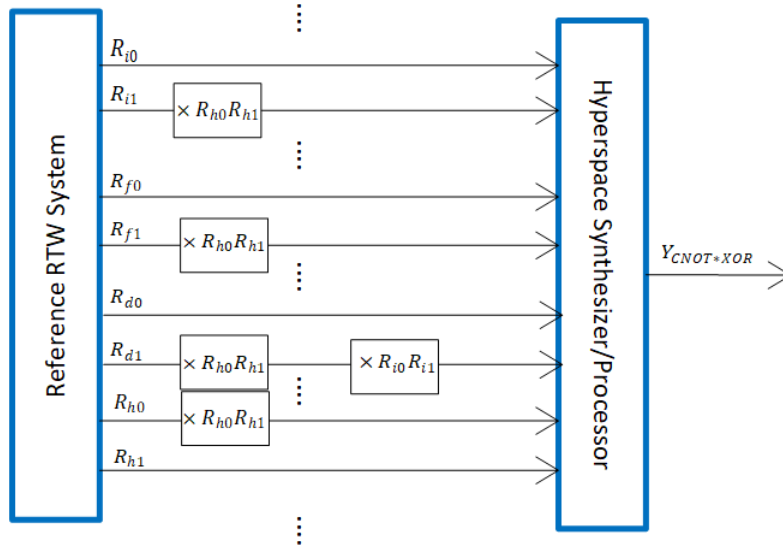 Reference RTW System
R_{i0}
R_{i1}
× R_{h0}R_{h1}
R_{f0}
R_{f1}
× R_{h0}R_{h1}
R_{d0}
R_{d1}
× R_{h0}R_{h1}
× R_{i0}R_{i1}
R_{h0}
× R_{h0}R_{h1}
R_{h1}
Hyperspace Synthesizer/Processor
Y_{CNOT*XOR}